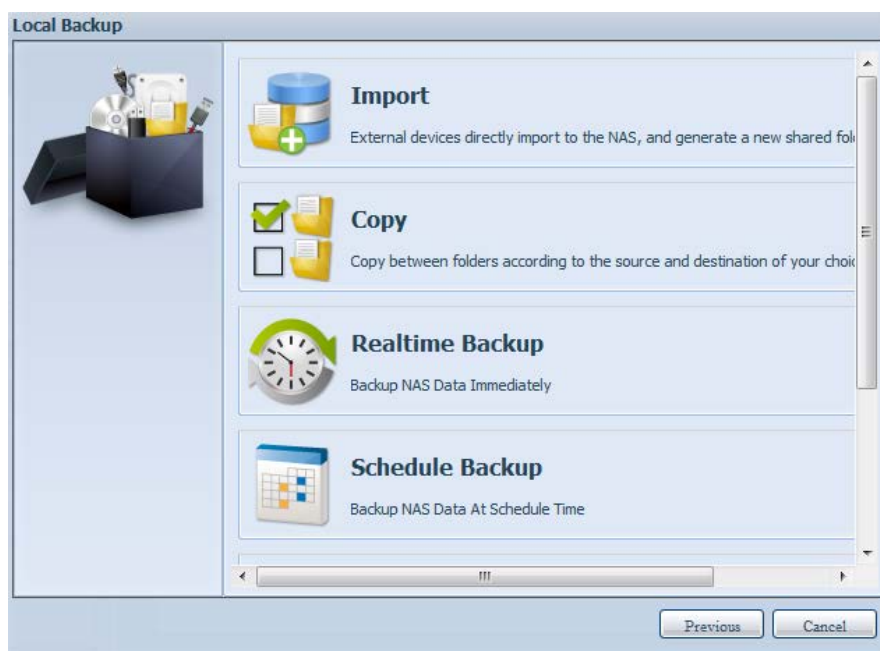 Local Backup
Import
External devices directly import to the NAS, and generate a new shared
Copy
Copy between folders according to the source and destination of your
Realtime Backup
Backup NAS Data Immediately
Schedule Backup
Backup NAS Data At Schedule Time
Previous
Cancel